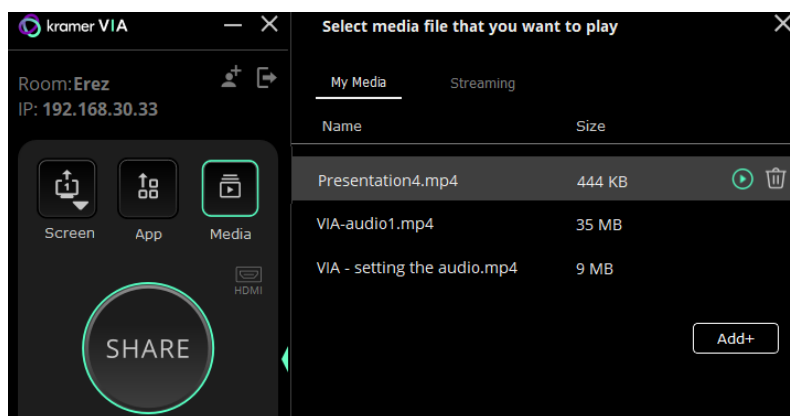 kramer VIA
Room:Erez
IP: 192.168.30.33
1
Screen
App
Media
HDMI
SHARE
Select media file that you want to play
My Media Streaming
Name Size
Presentation4.mp4 444 KB
VIA-audio1.mp4 35 MB
VIA - setting the audio.mp4 9 MB
Add+